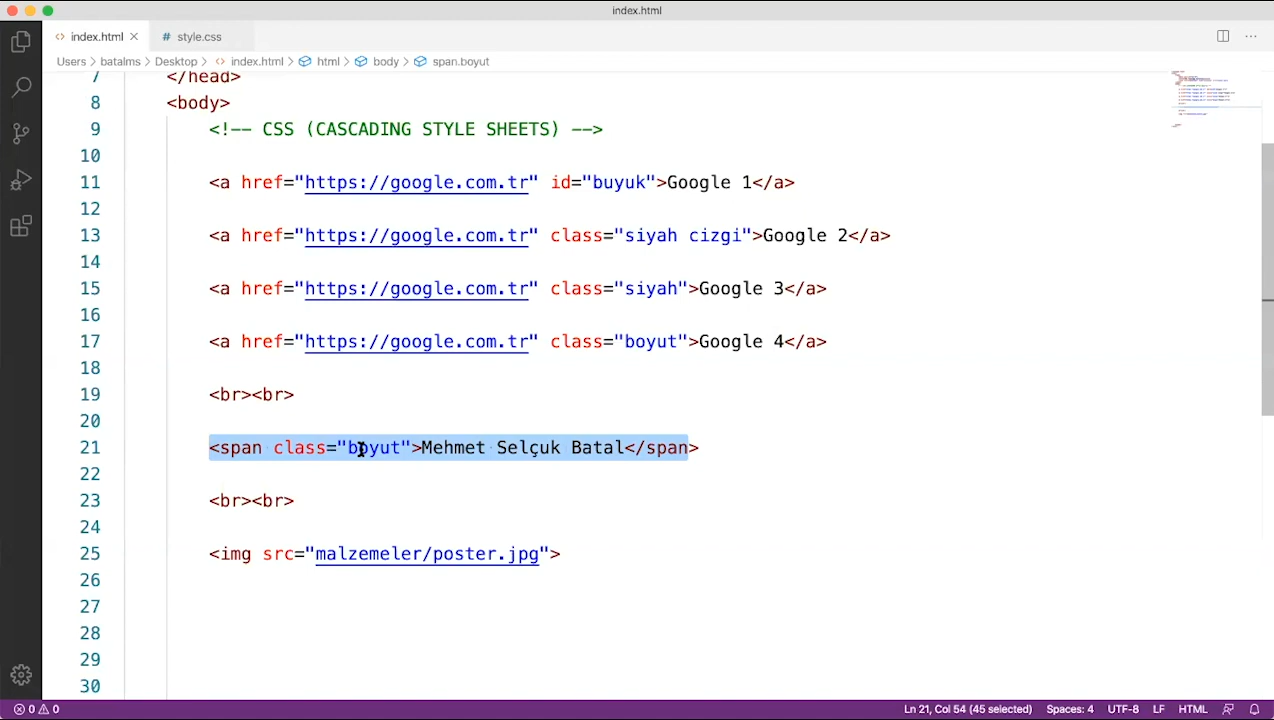 index.html
index.html
# style.css
Users > batalms > Desktop > index.html > html > body > span.boyut
7 </head>
8 <body>
9 <!-- CSS (CASCADING STYLE SHEETS) -->
10
11 <a href="https://google.com.tr" id="buyuk">Google 1</a>
12
13 <a href="https://google.com.tr" class="siyah cizgi">Google 2</a>
14
15 <a href="https://google.com.tr" class="siyah">Google 3</a>
16
17 <a href="https://google.com.tr" class="boyut">Google 4</a>
18
19 <br><br>
20
21 <span class="boyut">Mehmet Selçuk Batal</span>
22
23 <br><br>
24
25 <img src="malzemeler/poster.jpg">
26
27
28
29
30
0 0 Ln 21, Col 54 (45 selected) Spaces: 4 UTF-8 LF HTML